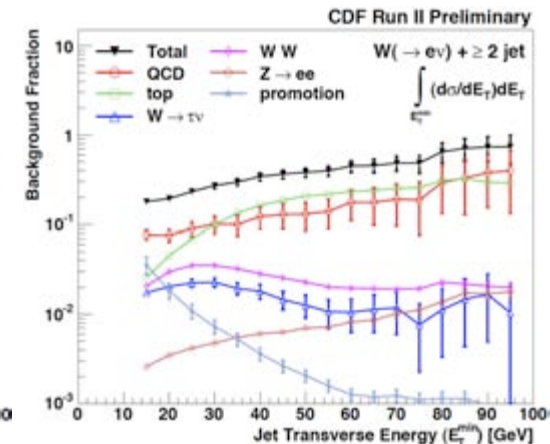 CDF Run II Preliminary
Background Fraction
10
1
10⁻¹
10⁻²
10⁻³
Total
QCD
top
W → τν
W W
Z → ee
promotion
W( → eν) + ≥ 2 jet
∫ (dσ/dE_T)dE_T
E_T^min
0 10 20 30 40 50 60 70 80 90 100
Jet Transverse Energy (E_T^min) [GeV]